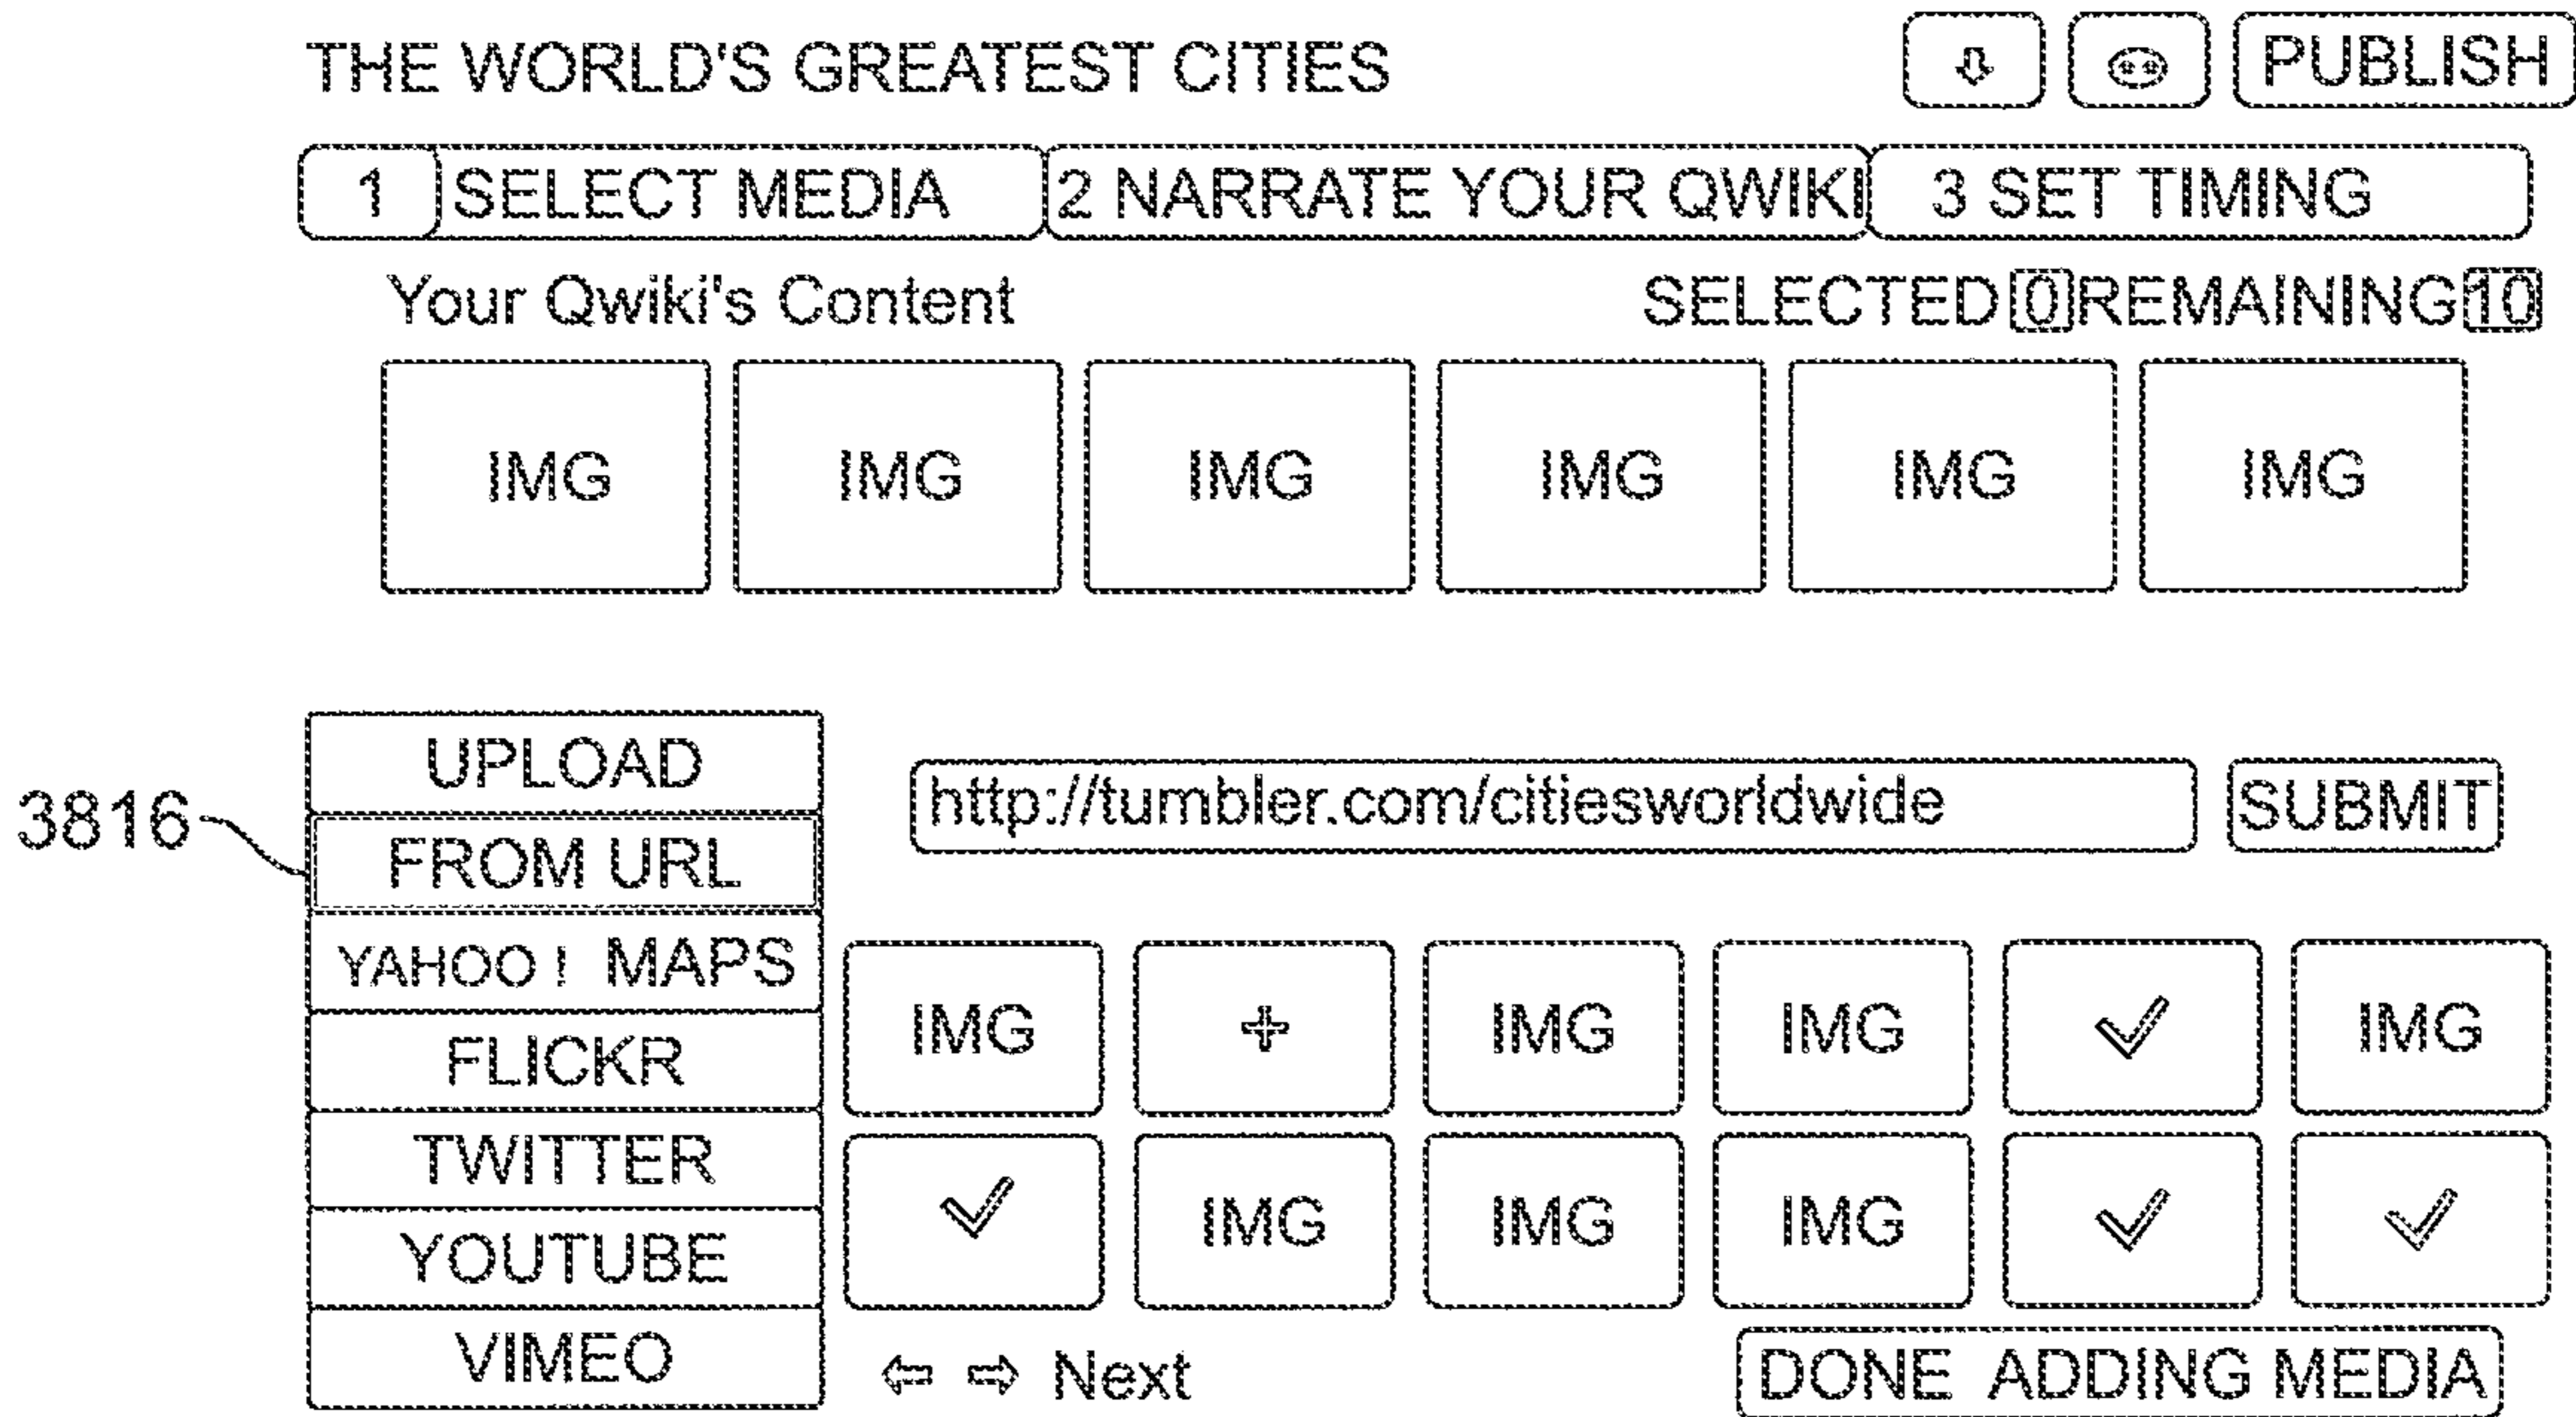 THE WORLD'S GREATEST CITIES PUBLISH
1 SELECT MEDIA 2 NARRATE YOUR QWIKI 3 SET TIMING
Your Qwiki's Content SELECTED 0 REMAINING 10
IMG IMG IMG IMG IMG IMG
UPLOAD
http://tumbler.com/citiesworldwide SUBMIT
3816 FROM URL
YAHOO! MAPS
IMG + IMG IMG ✓ IMG
FLICKR
TWITTER
✓ IMG IMG IMG ✓ ✓
YOUTUBE
VIMEO
⇦ ⇨ Next DONE ADDING MEDIA